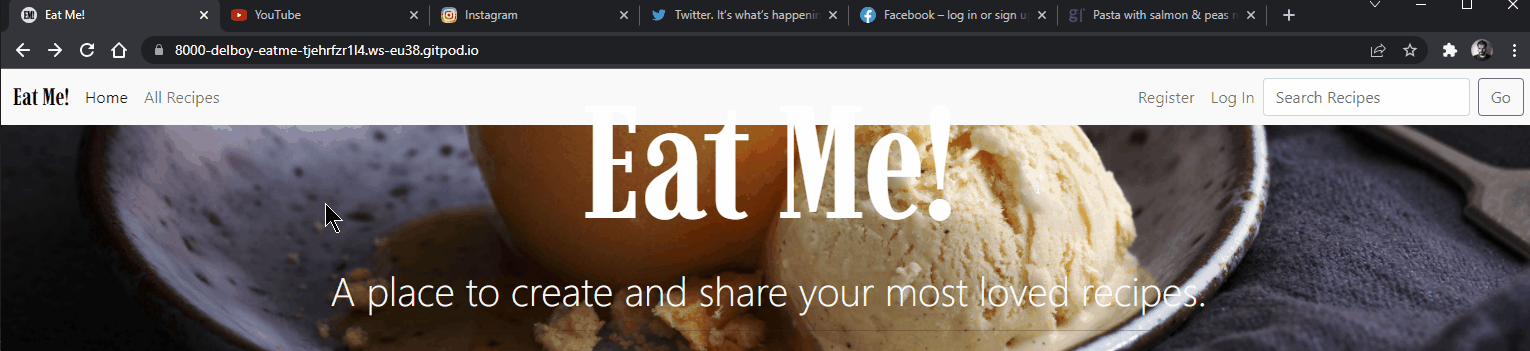 EM! Eat Me! YouTube Instagram Twitter. It's what's happenin Facebook – log in or sign u Pasta with salmon & peas
8000-delboy-eatme-tjehrfzr1l4.ws-eu38.gitpod.io
Eat Me! Home All Recipes Register Log In Search Recipes Go
Eat Me!
A place to create and share your most loved recipes.